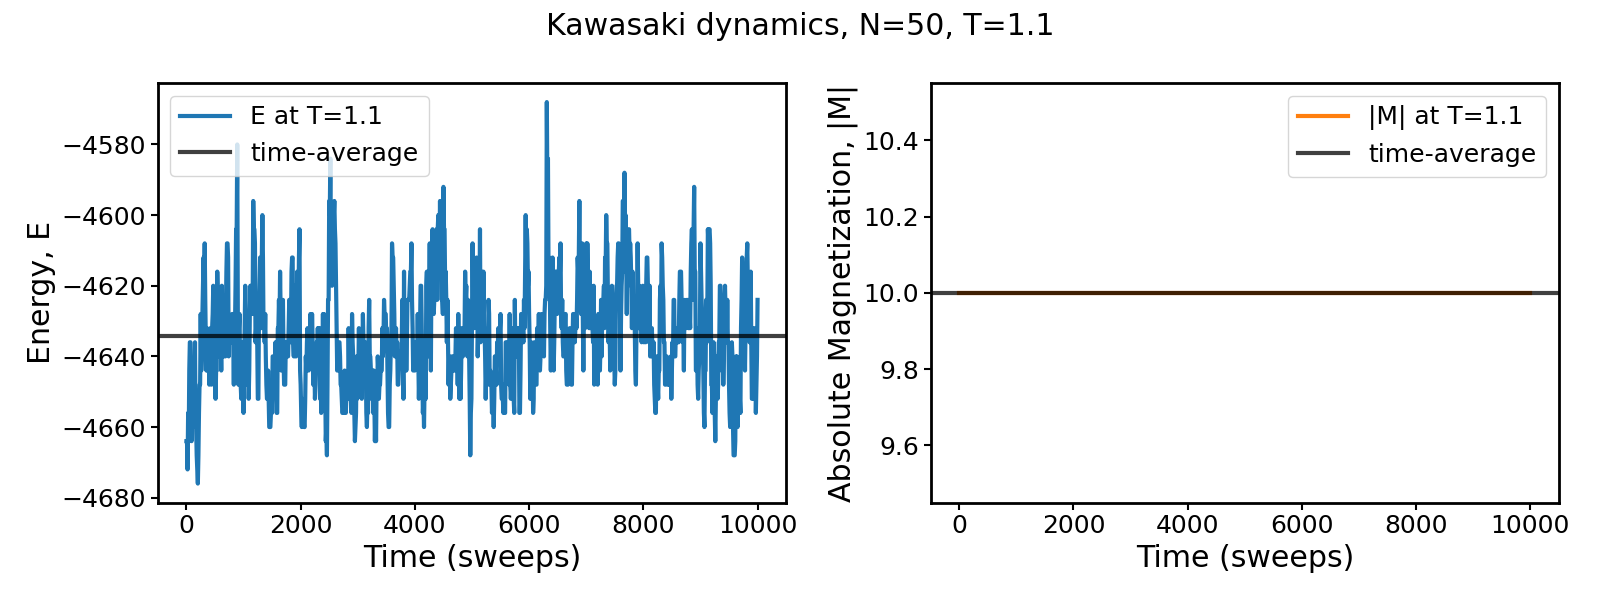 Kawasaki dynamics, N=50, T=1.1
E at T=1.1
time-average
−4580
−4600
−4620
−4640
−4660
−4680
Energy, E
0
2000
4000
6000
8000
10000
Time (sweeps)
|M| at T=1.1
time-average
10.4
10.2
10.0
9.8
9.6
Absolute Magnetization, |M|
0
2000
4000
6000
8000
10000
Time (sweeps)